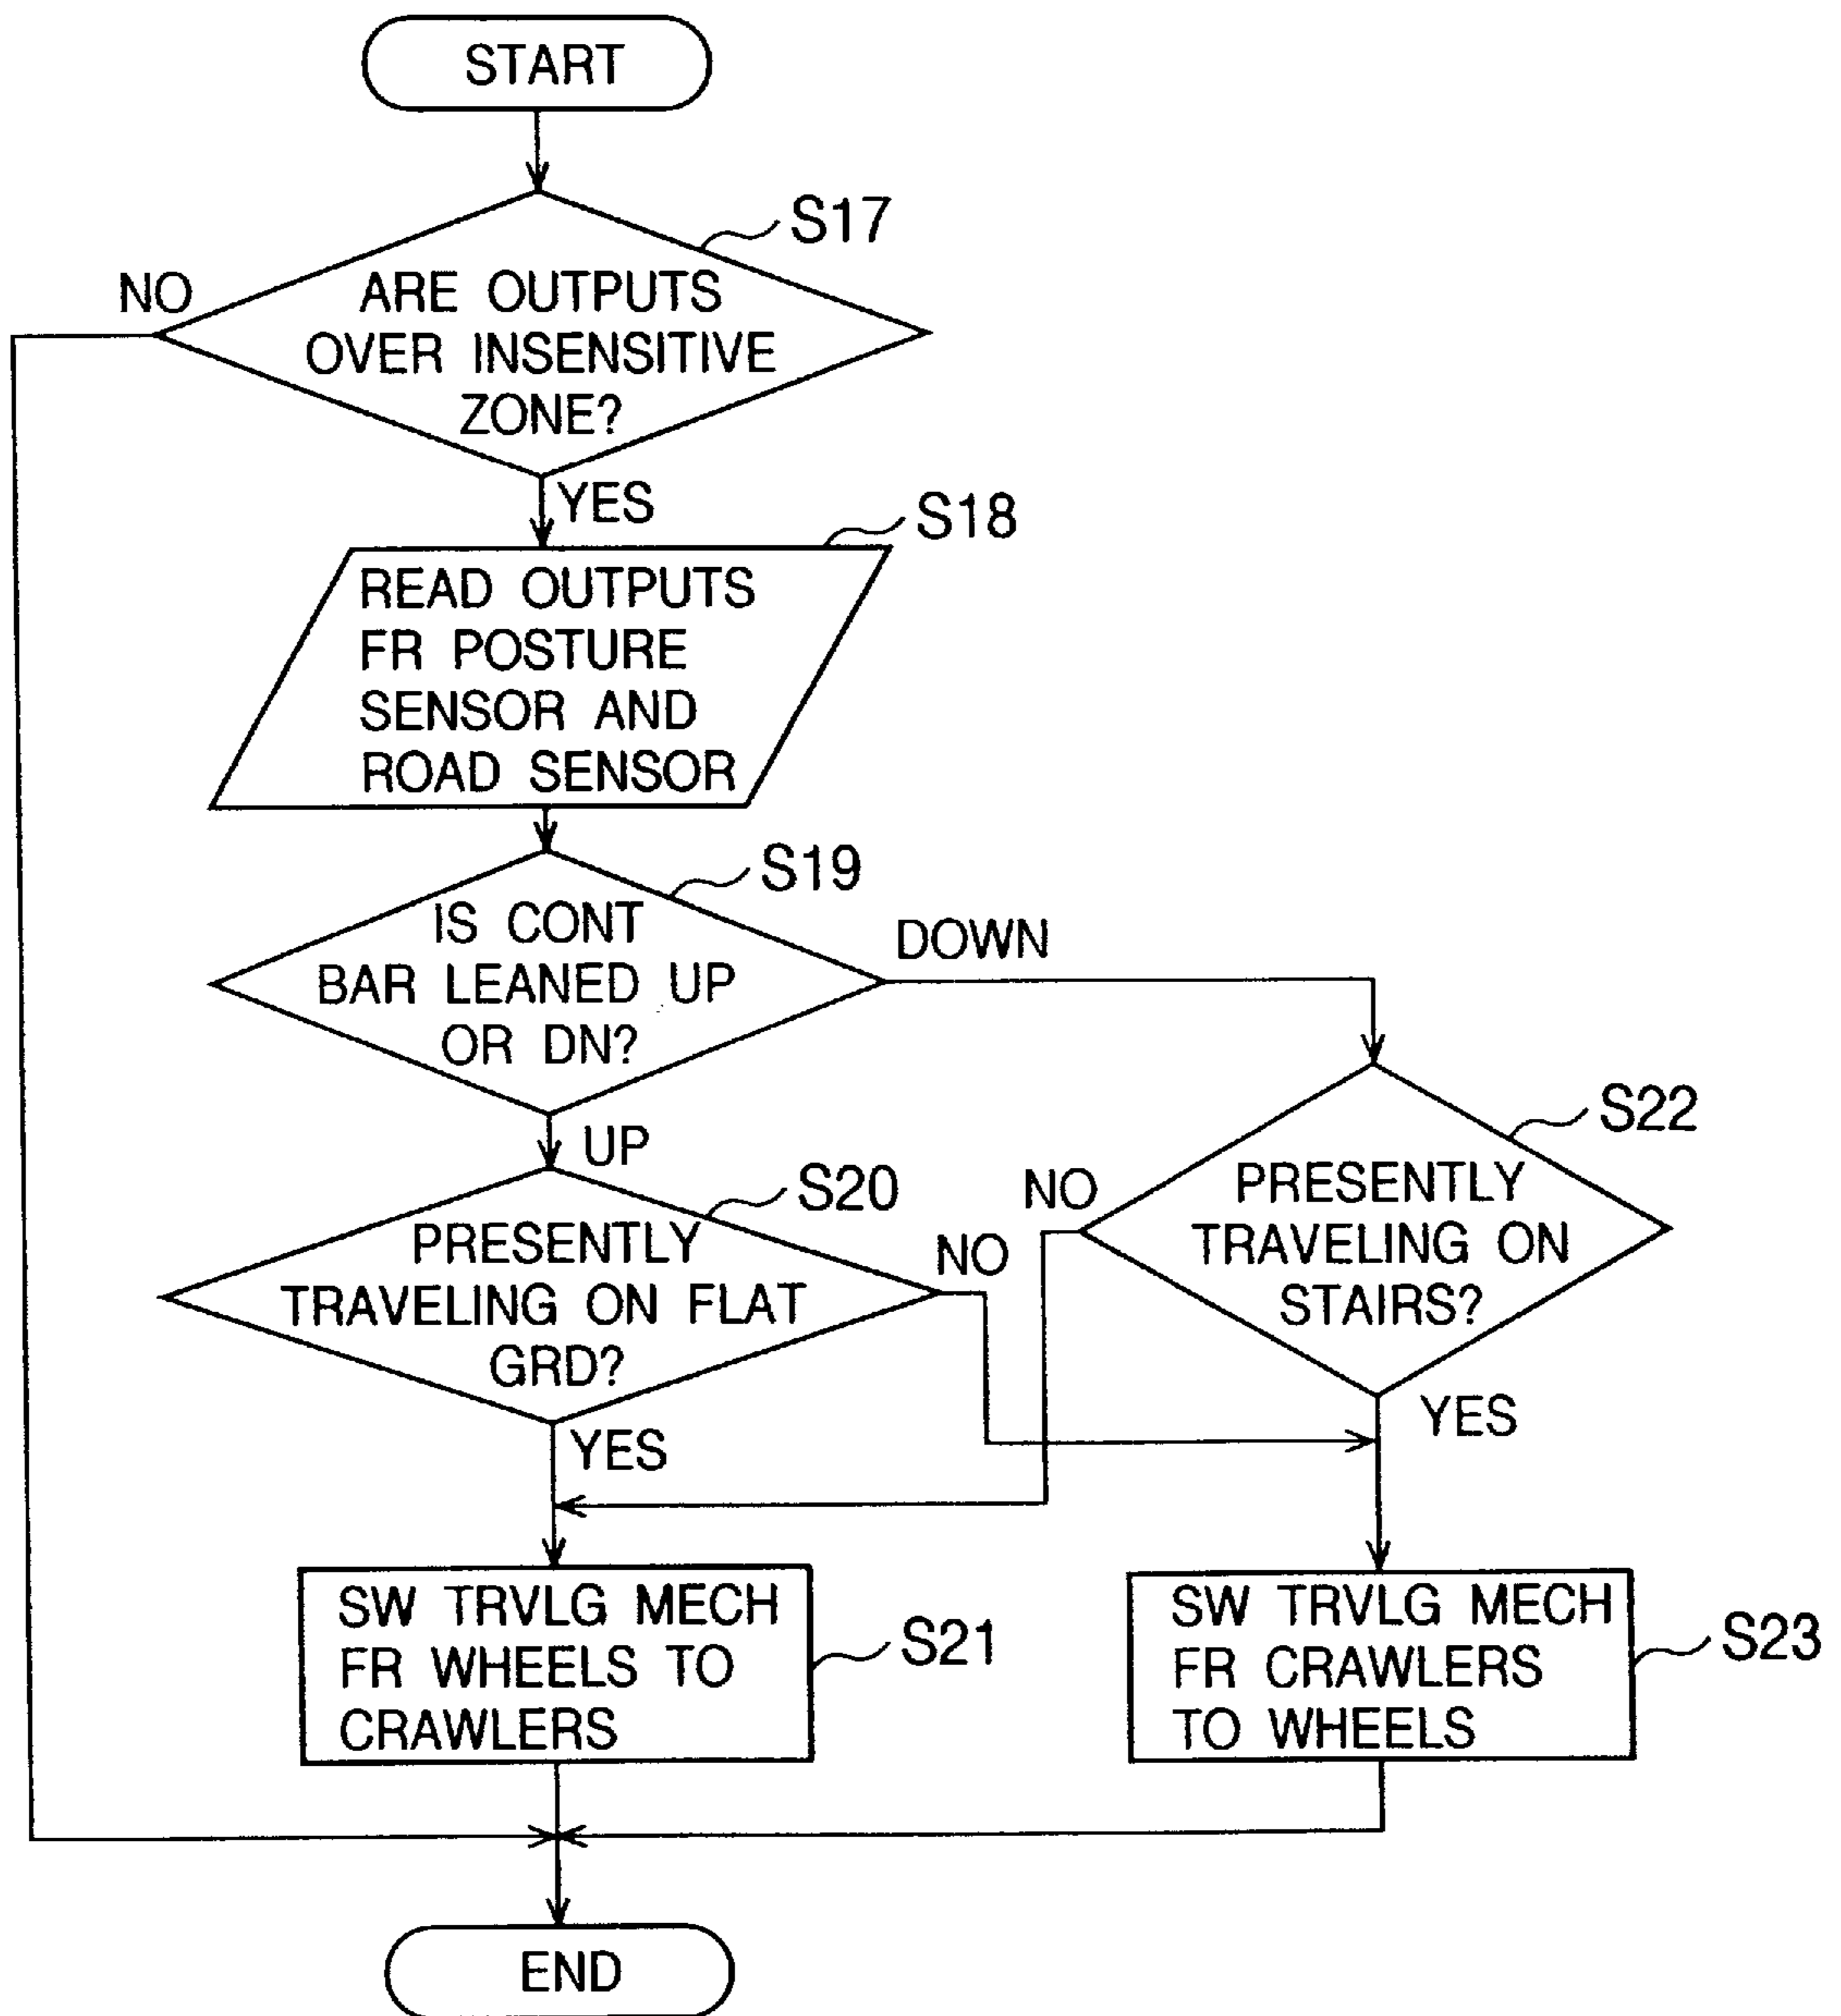 START
S17
NO
ARE OUTPUTS
OVER INSENSITIVE
ZONE?
YES
S18
READ OUTPUTS
FR POSTURE
SENSOR AND
ROAD SENSOR
S19
IS CONT
BAR LEANED UP
OR DN?
DOWN
UP
S20
PRESENTLY
TRAVELING ON FLAT
GRD?
NO
YES
S22
NO
PRESENTLY
TRAVELING ON
STAIRS?
YES
SW TRVLG MECH
FR WHEELS TO
CRAWLERS
S21
SW TRVLG MECH
FR CRAWLERS
TO WHEELS
S23
END